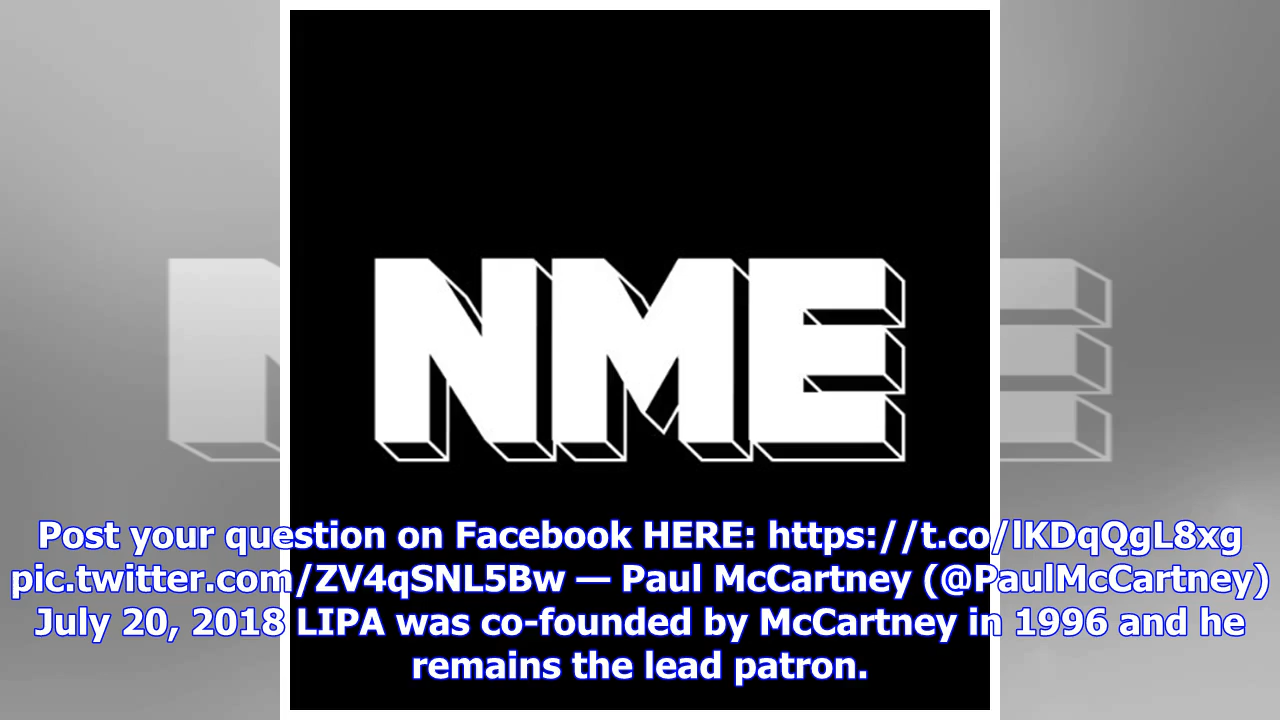 NME
Post your question on Facebook HERE: https://t.co/lKDqQgL8xg
pic.twitter.com/ZV4qSNL5Bw — Paul McCartney (@PaulMcCartney)
July 20, 2018 LIPA was co-founded by McCartney in 1996 and he
remains the lead patron.